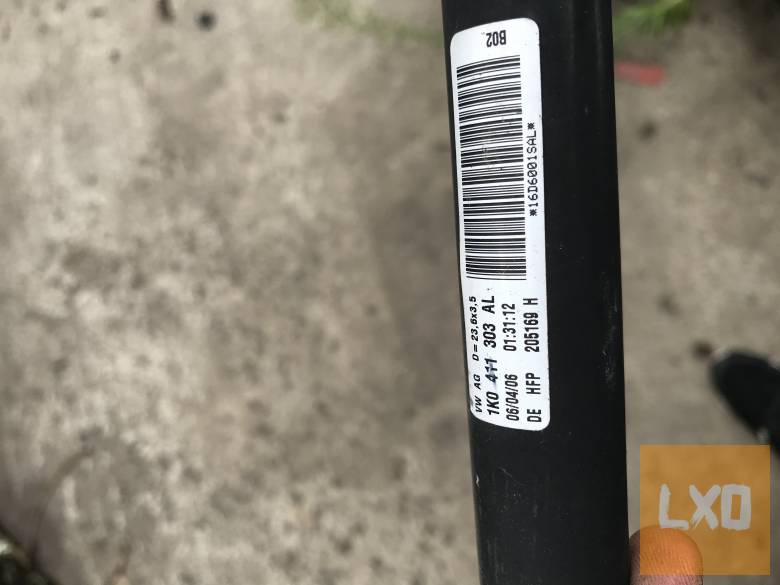 B02
*16D6001SAL*
VW AG D=23,6x3,5
1K0 411 303 AL
06/04/06 01:31:12
DE HFP 205169 H
LXO